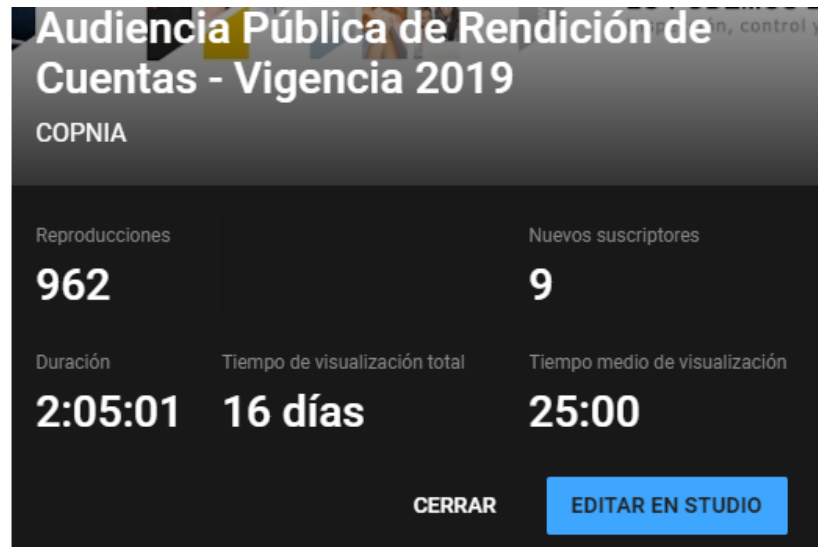 Audiencia Pública de Rendición de
Cuentas - Vigencia 2019
COPNIA
Reproducciones
962
Nuevos suscriptores
9
Duración
2:05:01
Tiempo de visualización total
16 días
Tiempo medio de visualización
25:00
CERRAR
EDITAR EN STUDIO